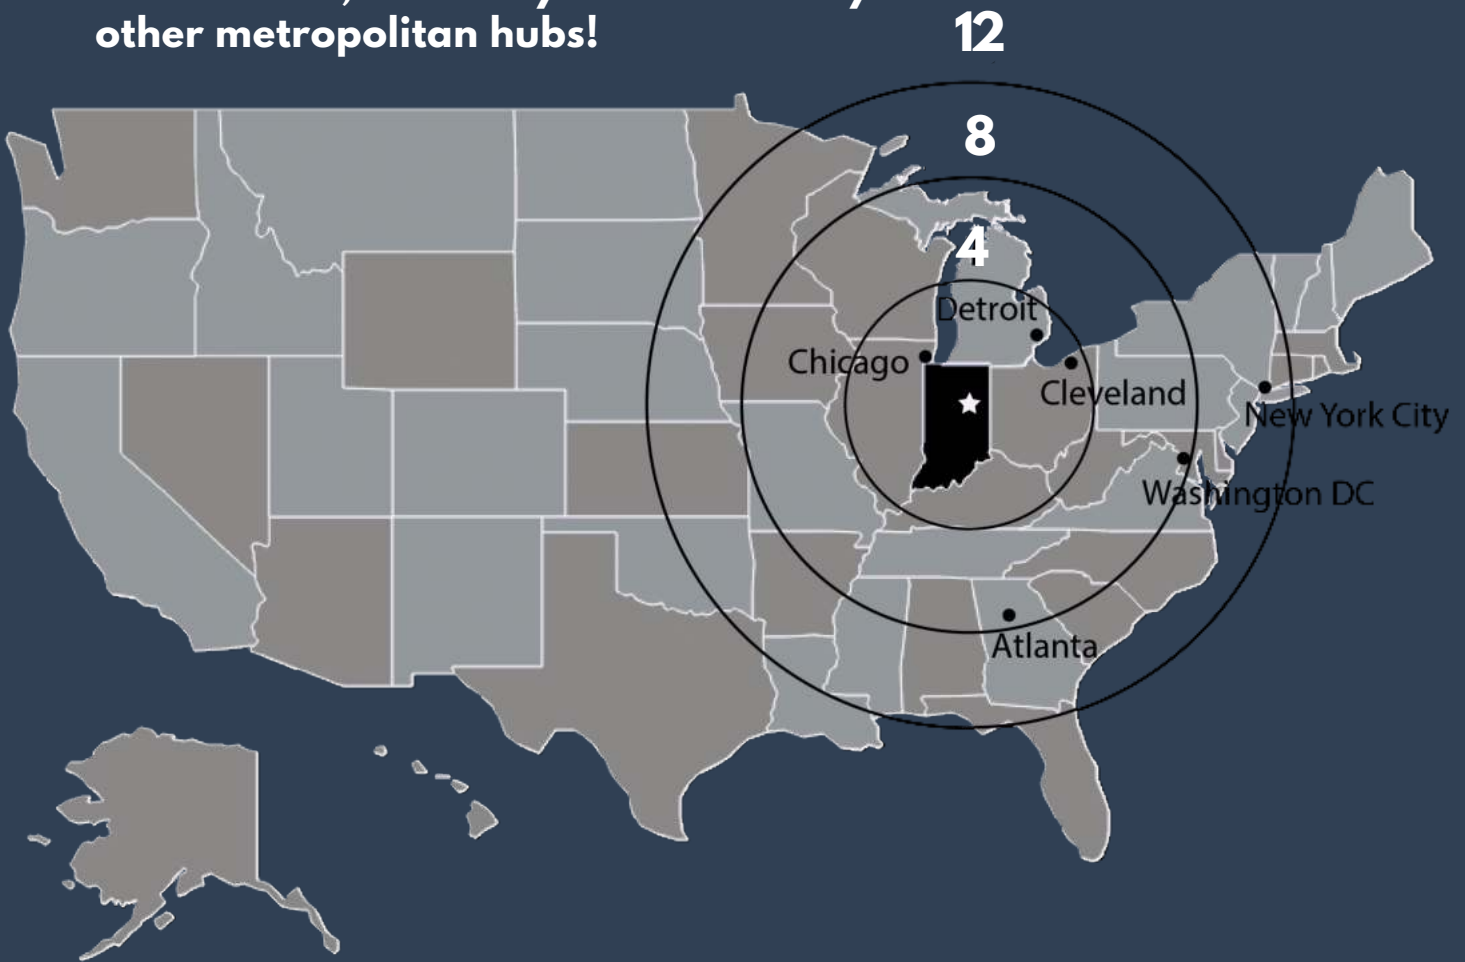 other metropolitan hubs!
12
8
4
Detroit
Chicago
Cleveland
New York City
Washington DC
Atlanta